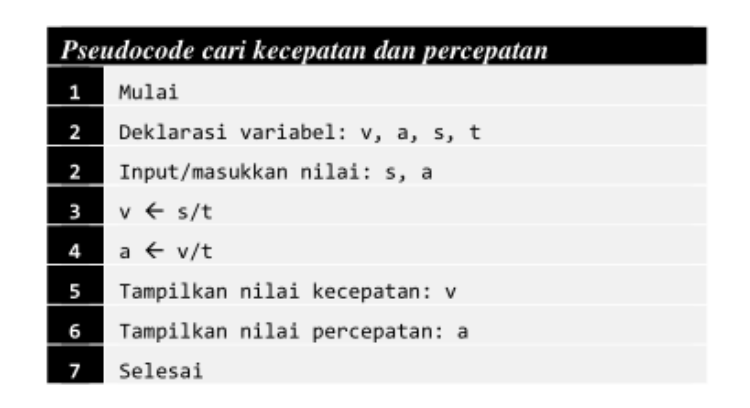 Pseudocode cari kecepatan dan percepatan
1 Mulai
2 Deklarasi variabel: v, a, s, t
2 Input/masukkan nilai: s, a
3 v ← s/t
4 a ← v/t
5 Tampilkan nilai kecepatan: v
6 Tampilkan nilai percepatan: a
7 Selesai